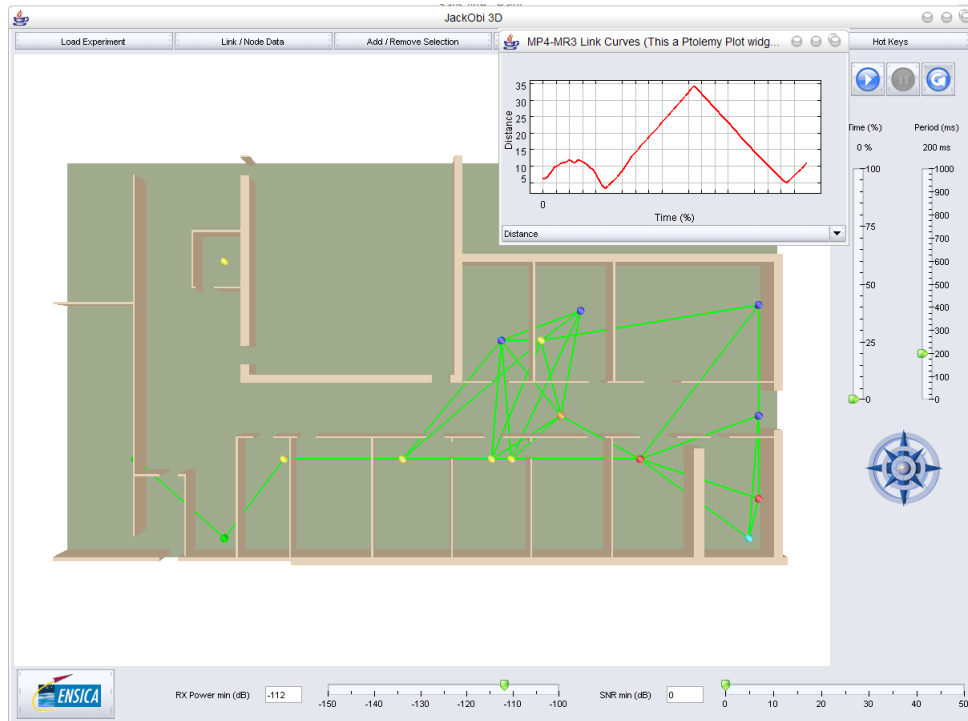 JackObi 3D
Load Experiment
Link / Node Data
Add / Remove Selection
Hot Keys
MP4-MR3 Link Curves (This a Ptolemy Plot widg...
Distance
35
30
25
20
15
10
5
0
Time (%)
Distance
Time (%)
Period (ms)
0 %
200 ms
100
75
50
25
0
1000
900
800
700
600
500
400
300
200
100
0
ENSICA
RX Power min (dB)
-112
-150
-140
-130
-120
-110
-100
SNR min (dB)
0
0
10
20
30
40
50